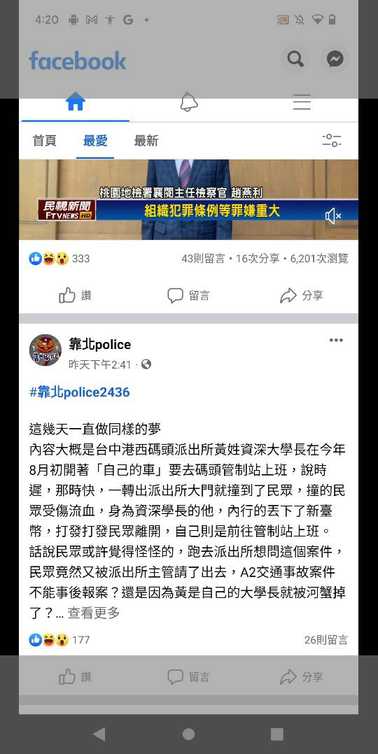 4:20
facebook
首頁
最愛
最新
桃園地檢署襄閱主任檢察官 趙燕利
民視新聞
FTVNEWS HD
組織犯罪條例等罪嫌重大
333
43則留言・16次分享・6,201次瀏覽
讚
留言
分享
靠北police
昨天下午2:41 ·
#靠北police2436
這幾天一直做同樣的夢
內容大概是台中港西碼頭派出所黃姓資深大學長在今年
8月初開著「自己的車」要去碼頭管制站上班，說時
遲，那時快，一轉出派出所大門就撞到了民眾，撞的民
眾受傷流血，身為資深學長的他，內行的丟下了新臺
幣，打發打發民眾離開，自己則是前往管制站上班。
話說民眾或許覺得怪怪的，跑去派出所想問這個案件，
民眾竟然又被派出所主管請了出去，A2交通事故案件
不能事後報案？還是因為黃是自己的大學長就被河蟹掉
了？... 查看更多
177
26則留言
讚
留言
分享